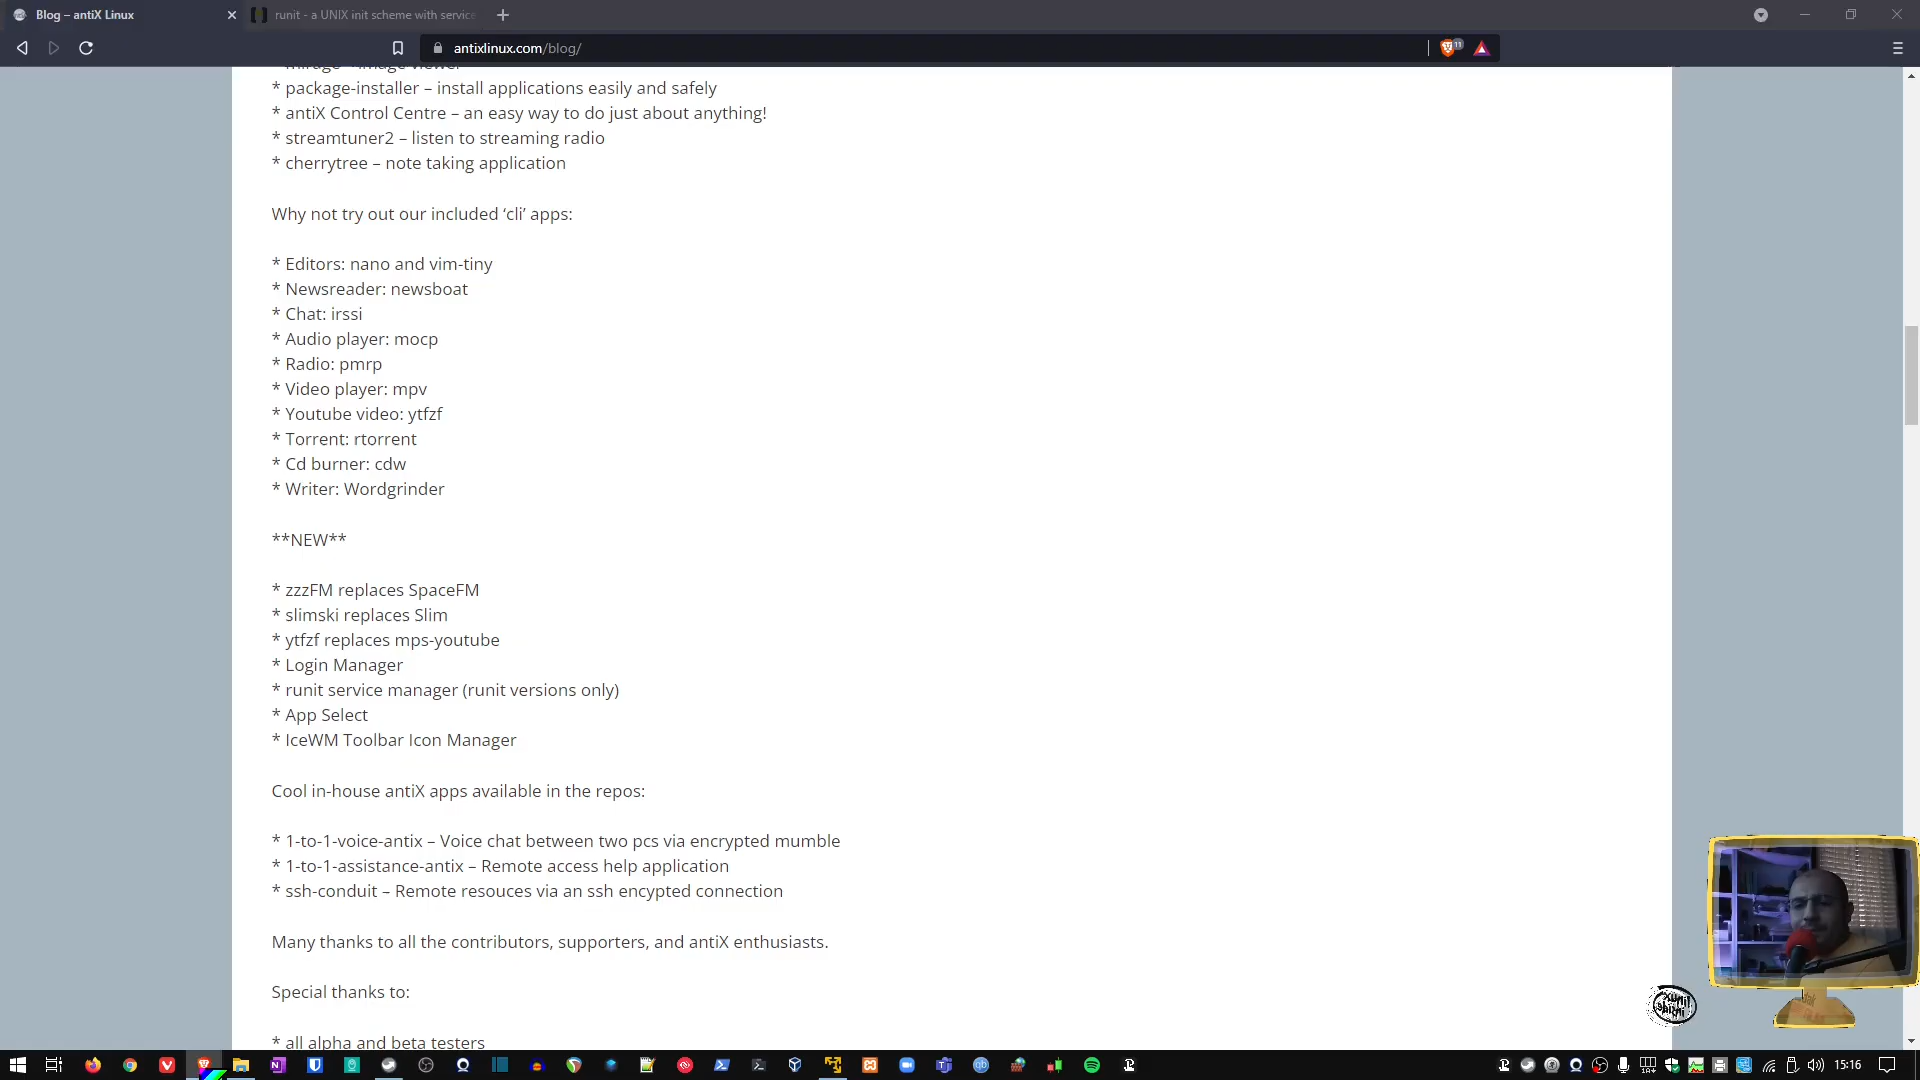 Blog – antiX Linux
runit - a UNIX init scheme with service
antixlinux.com/blog/
11
* package-installer – install applications easily and safely
* antiX Control Centre – an easy way to do just about anything!
* streamtuner2 – listen to streaming radio
* cherrytree – note taking application
Why not try out our included ‘cli’ apps:
* Editors: nano and vim-tiny
* Newsreader: newsboat
* Chat: irssi
* Audio player: mocp
* Radio: pmrp
* Video player: mpv
* Youtube video: ytfzf
* Torrent: rtorrent
* Cd burner: cdw
* Writer: Wordgrinder
**NEW**
* zzzFM replaces SpaceFM
* slimski replaces Slim
* ytfzf replaces mps-youtube
* Login Manager
* runit service manager (runit versions only)
* App Select
* IceWM Toolbar Icon Manager
Cool in-house antiX apps available in the repos:
* 1-to-1-voice-antix – Voice chat between two pcs via encrypted mumble
* 1-to-1-assistance-antix – Remote access help application
* ssh-conduit – Remote resouces via an ssh encypted connection
Many thanks to all the contributors, supporters, and antiX enthusiasts.
Special thanks to:
* all alpha and beta testers
15:16